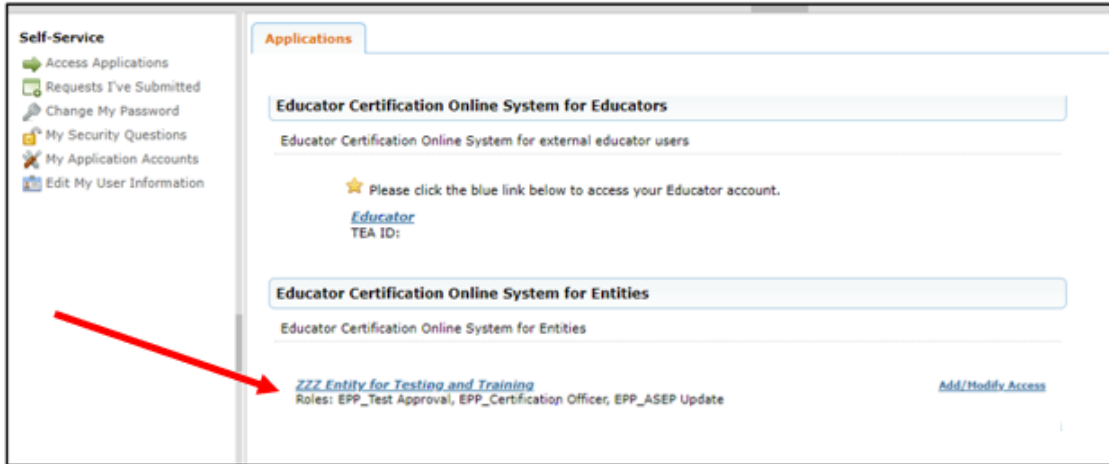 Self-Service
Access Applications
Requests I've Submitted
Change My Password
My Security Questions
My Application Accounts
Edit My User Information
Applications
Educator Certification Online System for Educators
Educator Certification Online System for external educator users
Please click the blue link below to access your Educator account.
Educator
TEA ID:
Educator Certification Online System for Entities
Educator Certification Online System for Entities
ZZZ Entity for Testing and Training
Add/Modify Access
Roles: EPP_Test Approval, EPP_Certification Officer, EPP_ASEP Update